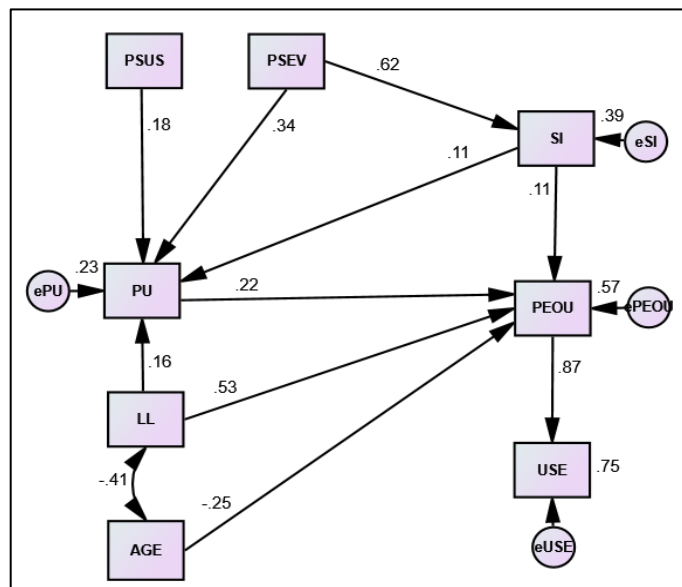 PSUS
PSEV
.62
.39
SI
eSI
.18
.34
.11
.11
.23
ePU
PU
.22
PEOU
.57
ePEOU
.16
.53
.87
LL
-.41
-.25
USE
.75
AGE
eUSE